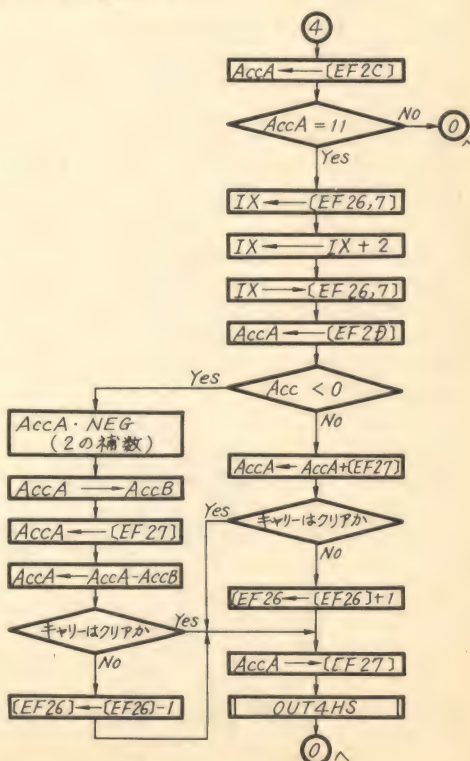 4
AccA ← (EF2C)
AccA = 11
No
0へ
Yes
IX ← (EF26,7)
IX ← IX + 2
IX → (EF26,7)
AccA ← (EF2D)
Yes
Acc < 0
No
AccA・NEG
(2の補数)
AccA → AccB
AccA ← (EF27)
AccA ← AccA-AccB
キャリーはクリアか
Yes
No
(EF26) ← (EF26)-1
AccA ← AccA+(EF27)
Yes
キャリーはクリアか
No
(EF26 ← (EF26)+1
AccA → (EF27)
OUT4HS
0へ